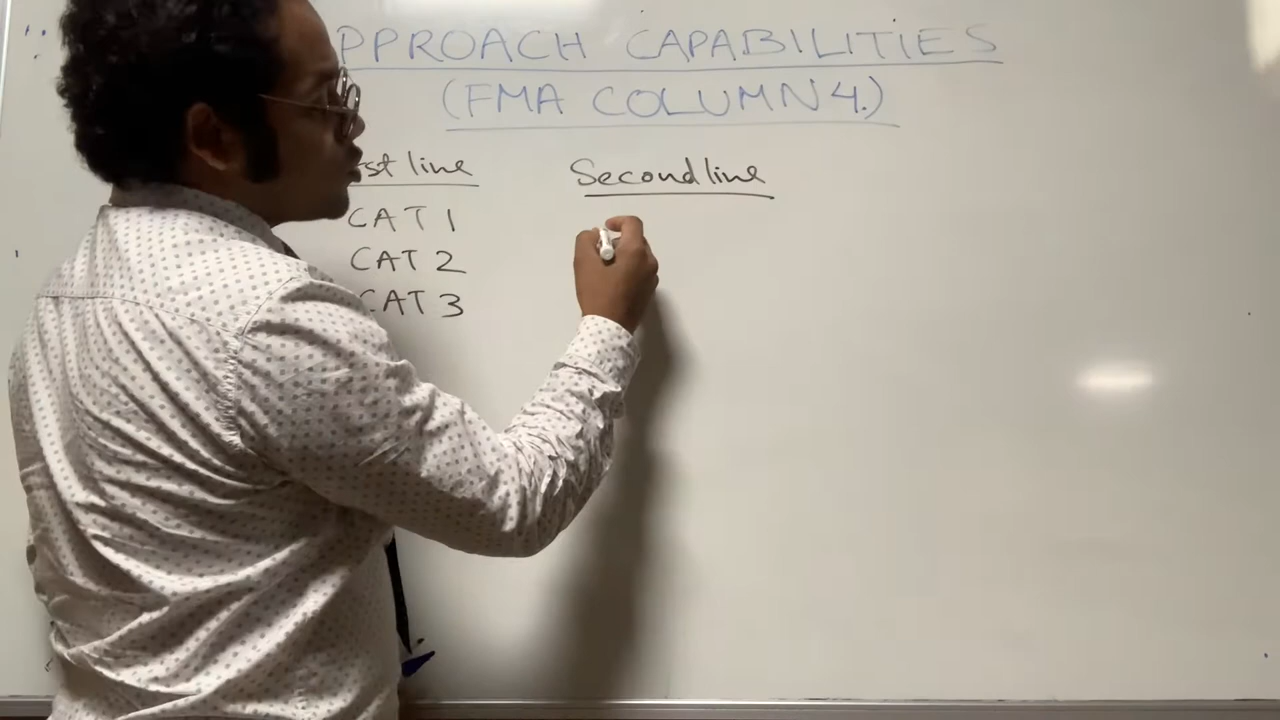 PPROACH CAPABILITIES
(FMA COLUMN 4.)
st line
Second line
CAT 1
CAT 2
CAT 3